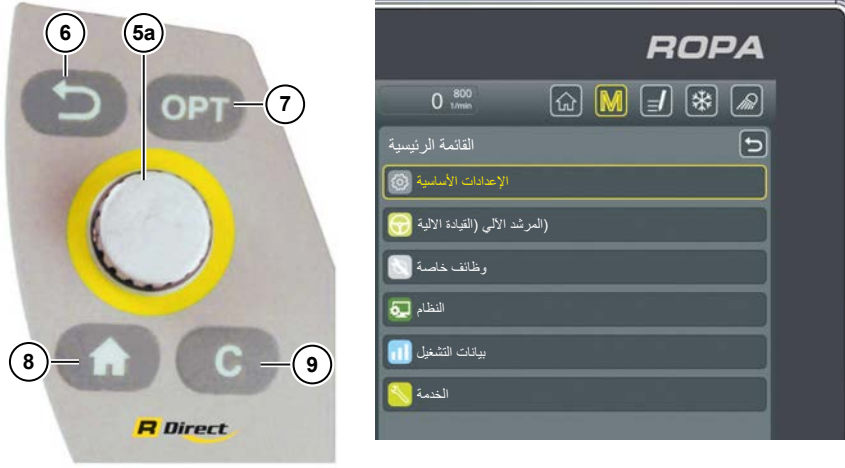 6
5a
OPT
7
8
C
9
R Direct
ROPA
0 800 1/min
M
القائمة الرئيسية
الإعدادات الأساسية
المرشد الآلي (القيادة الالية)
وظائف خاصة
النظام
بيانات التشغيل
الخدمة